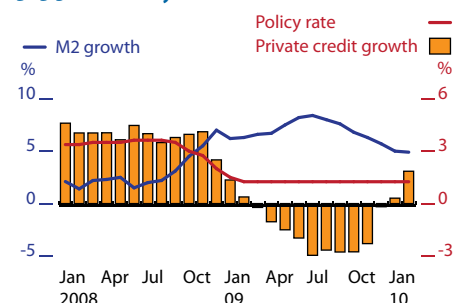 Policy rate
M2 growth
Private credit growth
% %
10 6
5 3
0 0
-5 -3
Jan Apr Jul Oct Jan Apr Jul Oct Jan
2008 09 10